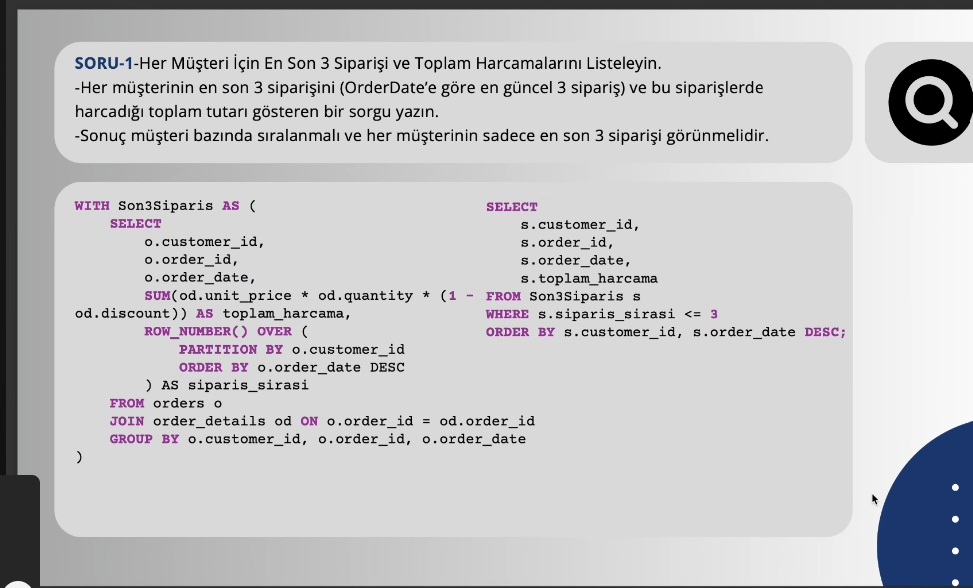 SORU-1-Her Müşteri İçin En Son 3 Siparişi ve Toplam Harcamalarını Listeleyin.
-Her müşterinin en son 3 siparişini (OrderDate’e göre en güncel 3 sipariş) ve bu siparişlerde
harcadığı toplam tutarı gösteren bir sorgu yazın.
-Sonuç müşteri bazında sıralanmalı ve her müşterinin sadece en son 3 siparişi görünmelidir.
WITH Son3Siparis AS (
    SELECT
        o.customer_id,
        o.order_id,
        o.order_date,
        SUM(od.unit_price * od.quantity * (1 -
od.discount)) AS toplam_harcama,
        ROW_NUMBER() OVER (
            PARTITION BY o.customer_id
            ORDER BY o.order_date DESC
        ) AS siparis_sirasi
    FROM orders o
    JOIN order_details od ON o.order_id = od.order_id
    GROUP BY o.customer_id, o.order_id, o.order_date
)
SELECT
    s.customer_id,
    s.order_id,
    s.order_date,
    s.toplam_harcama
FROM Son3Siparis s
WHERE s.siparis_sirasi <= 3
ORDER BY s.customer_id, s.order_date DESC;